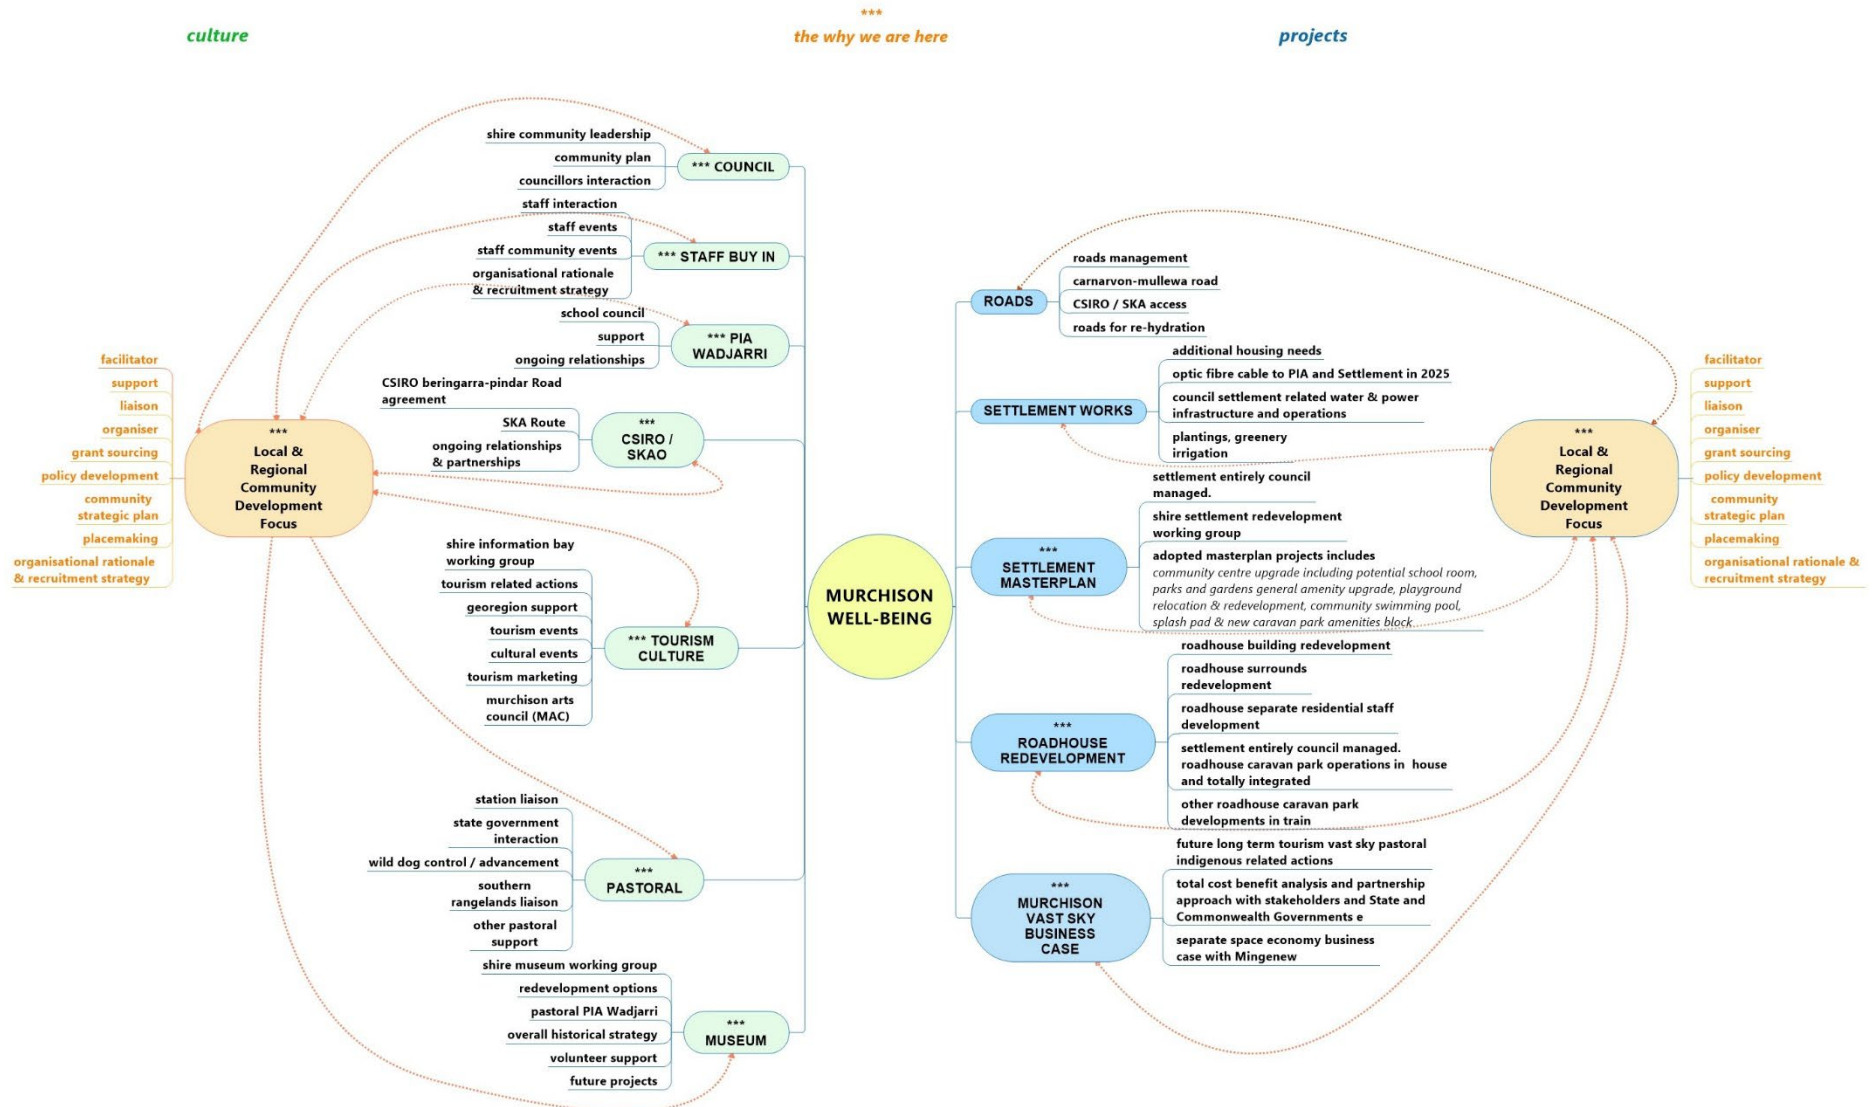 ***
culture
the why we are here
projects
shire community leadership
community plan
councillors interaction
*** COUNCIL
staff interaction
staff events
staff community events
organisational rationale
& recruitment strategy
*** STAFF BUY IN
school council
support
ongoing relationships
*** PIA
WADJARRI
CSIRO beringarra-pindar Road
agreement
SKA Route
ongoing relationships
& partnerships
***
CSIRO /
SKAO
facilitator
support
liaison
organiser
grant sourcing
policy development
community
strategic plan
placemaking
organisational rationale
& recruitment strategy
***
Local &
Regional
Community
Development
Focus
shire information bay
working group
tourism related actions
georegion support
tourism events
cultural events
tourism marketing
murchison arts
council (MAC)
*** TOURISM
CULTURE
station liaison
state government
interaction
wild dog control / advancement
southern
rangelands liaison
other pastoral
support
***
PASTORAL
shire museum working group
redevelopment options
pastoral PIA Wadjarri
overall historical strategy
volunteer support
future projects
***
MUSEUM
MURCHISON
WELL-BEING
ROADS
roads management
carnarvon-mullewa road
CSIRO / SKA access
roads for re-hydration
SETTLEMENT WORKS
additional housing needs
optic fibre cable to PIA and Settlement in 2025
council settlement related water & power
infrastructure and operations
plantings, greenery
irrigation
***
SETTLEMENT
MASTERPLAN
settlement entirely council
managed.
shire settlement redevelopment
working group
adopted masterplan projects includes
community centre upgrade including potential school room,
parks and gardens general amenity upgrade, playground
relocation & redevelopment, community swimming pool,
splash pad & new caravan park amenities block
***
ROADHOUSE
REDEVELOPMENT
roadhouse building redevelopment
roadhouse surrounds
redevelopment
roadhouse separate residential staff
development
settlement entirely council managed.
roadhouse caravan park operations in house
and totally integrated
other roadhouse caravan park
developments in train
***
MURCHISON
VAST SKY
BUSINESS
CASE
future long term tourism vast sky pastoral
indigenous related actions
total cost benefit analysis and partnership
approach with stakeholders and State and
Commonwealth Governments e
separate space economy business
case with Mingenew
***
Local &
Regional
Community
Development
Focus
facilitator
support
liaison
organiser
grant sourcing
policy development
community
strategic plan
placemaking
organisational rationale &
recruitment strategy